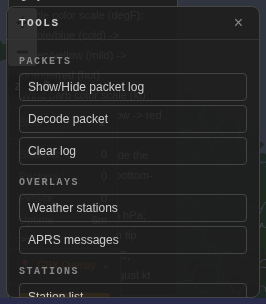 TOOLS ×
PACKETS
Show/Hide packet log
Decode packet
Clear log
OVERLAYS
Weather stations
APRS messages
STATIONS
Station list